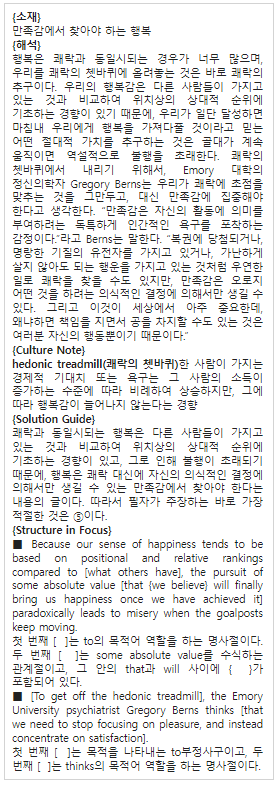 {소재}
만족감에서 찾아야 하는 행복
{해석}
행복은 쾌락과 동일시되는 경우가 너무 많으며,
우리를 쾌락의 쳇바퀴에 올려놓는 것은 바로 쾌락의
추구이다. 우리의 행복감은 다른 사람들이 가지고
있는 것과 비교하여 위치상의 상대적 순위에
기초하는 경향이 있기 때문에, 우리가 일단 달성하면
마침내 우리에게 행복을 가져다줄 것이라고 믿는
어떤 절대적 가치를 추구하는 것은 골대가 계속
움직이면 역설적으로 불행을 초래한다. 쾌락의
쳇바퀴에서 내리기 위해서, Emory 대학의
정신의학자 Gregory Berns는 우리가 쾌락에 초점을
맞추는 것을 그만두고, 대신 만족감에 집중해야
한다고 생각한다. "만족감은 자신의 활동에 의미를
부여하려는 독특하게 인간적인 욕구를 포착하는
감정이다."라고 Berns는 말한다. "복권에 당첨되거나,
명랑한 기질의 유전자를 가지고 있거나, 가난하게
살지 않아도 되는 행운을 가지고 있는 것처럼 우연한
일로 쾌락을 찾을 수도 있지만, 만족감은 오로지
어떤 것을 하려는 의식적인 결정에 의해서만 생길 수
있다. 그리고 이것이 세상에서 아주 중요한데,
왜냐하면 책임을 지면서 공을 차지할 수도 있는 것은
여러분 자신의 행동뿐이기 때문이다."
{Culture Note}
hedonic treadmill(쾌락의 쳇바퀴)한 사람이 가지는
경제적 기대치 또는 욕구는 그 사람의 소득이
증가하는 수준에 따라 비례하여 상승하지만, 그에
따라 행복감이 늘어나지 않는다는 경향
{Solution Guide}
쾌락과 동일시되는 행복은 다른 사람들이 가지고
있는 것과 비교하여 위치상의 상대적 순위에
기초하는 경향이 있고, 그로 인해 불행이 초래되기
때문에, 행복은 쾌락 대신에 자신의 의식적인 결정에
의해서만 생길 수 있는 만족감에서 찾아야 한다는
내용의 글이다. 따라서 필자가 주장하는 바로 가장
적절한 것은 ⑤이다.
{Structure in Focus}
■ Because our sense of happiness tends to be
based on positional and relative rankings
compared to [what others have], the pursuit of
some absolute value [that {we believe} will finally
bring us happiness once we have achieved it]
paradoxically leads to misery when the goalposts
keep moving.
첫 번째 [ ]는 to의 목적어 역할을 하는 명사절이다.
두 번째 [ ]는 some absolute value를 수식하는
관계절이고, 그 안의 that과 will 사이에 { }가
포함되어 있다.
■ [To get off the hedonic treadmill], the Emory
University psychiatrist Gregory Berns thinks [that
we need to stop focusing on pleasure, and instead
concentrate on satisfaction].
첫 번째 [ ]는 목적을 나타내는 to부정사구이고, 두
번째 [ ]는 thinks의 목적어 역할을 하는 명사절이다.